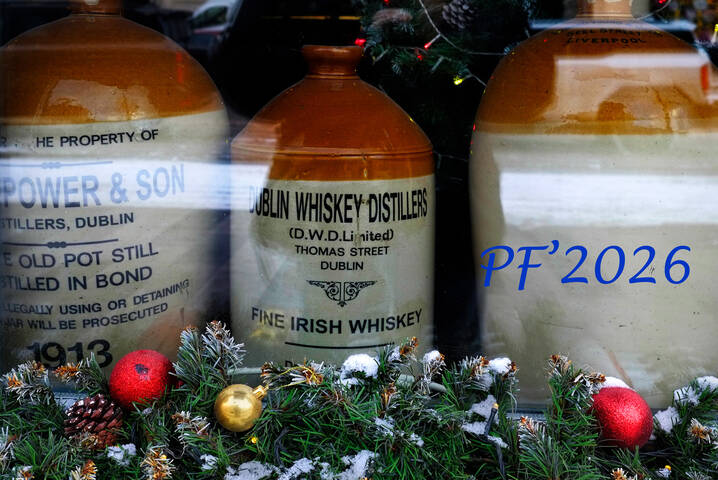 HE PROPERTY OF
POWER & SON
STILLERS, DUBLIN
E OLD POT STILL
STILLED IN BOND
LEGALLY USING OR DETAINING
AR WILL BE PROSECUTED
1913
DUBLIN WHISKEY DISTILLERS
(D.W.D.Limited)
THOMAS STREET
DUBLIN
FINE IRISH WHISKEY
LIVERPOOL
PF'2026